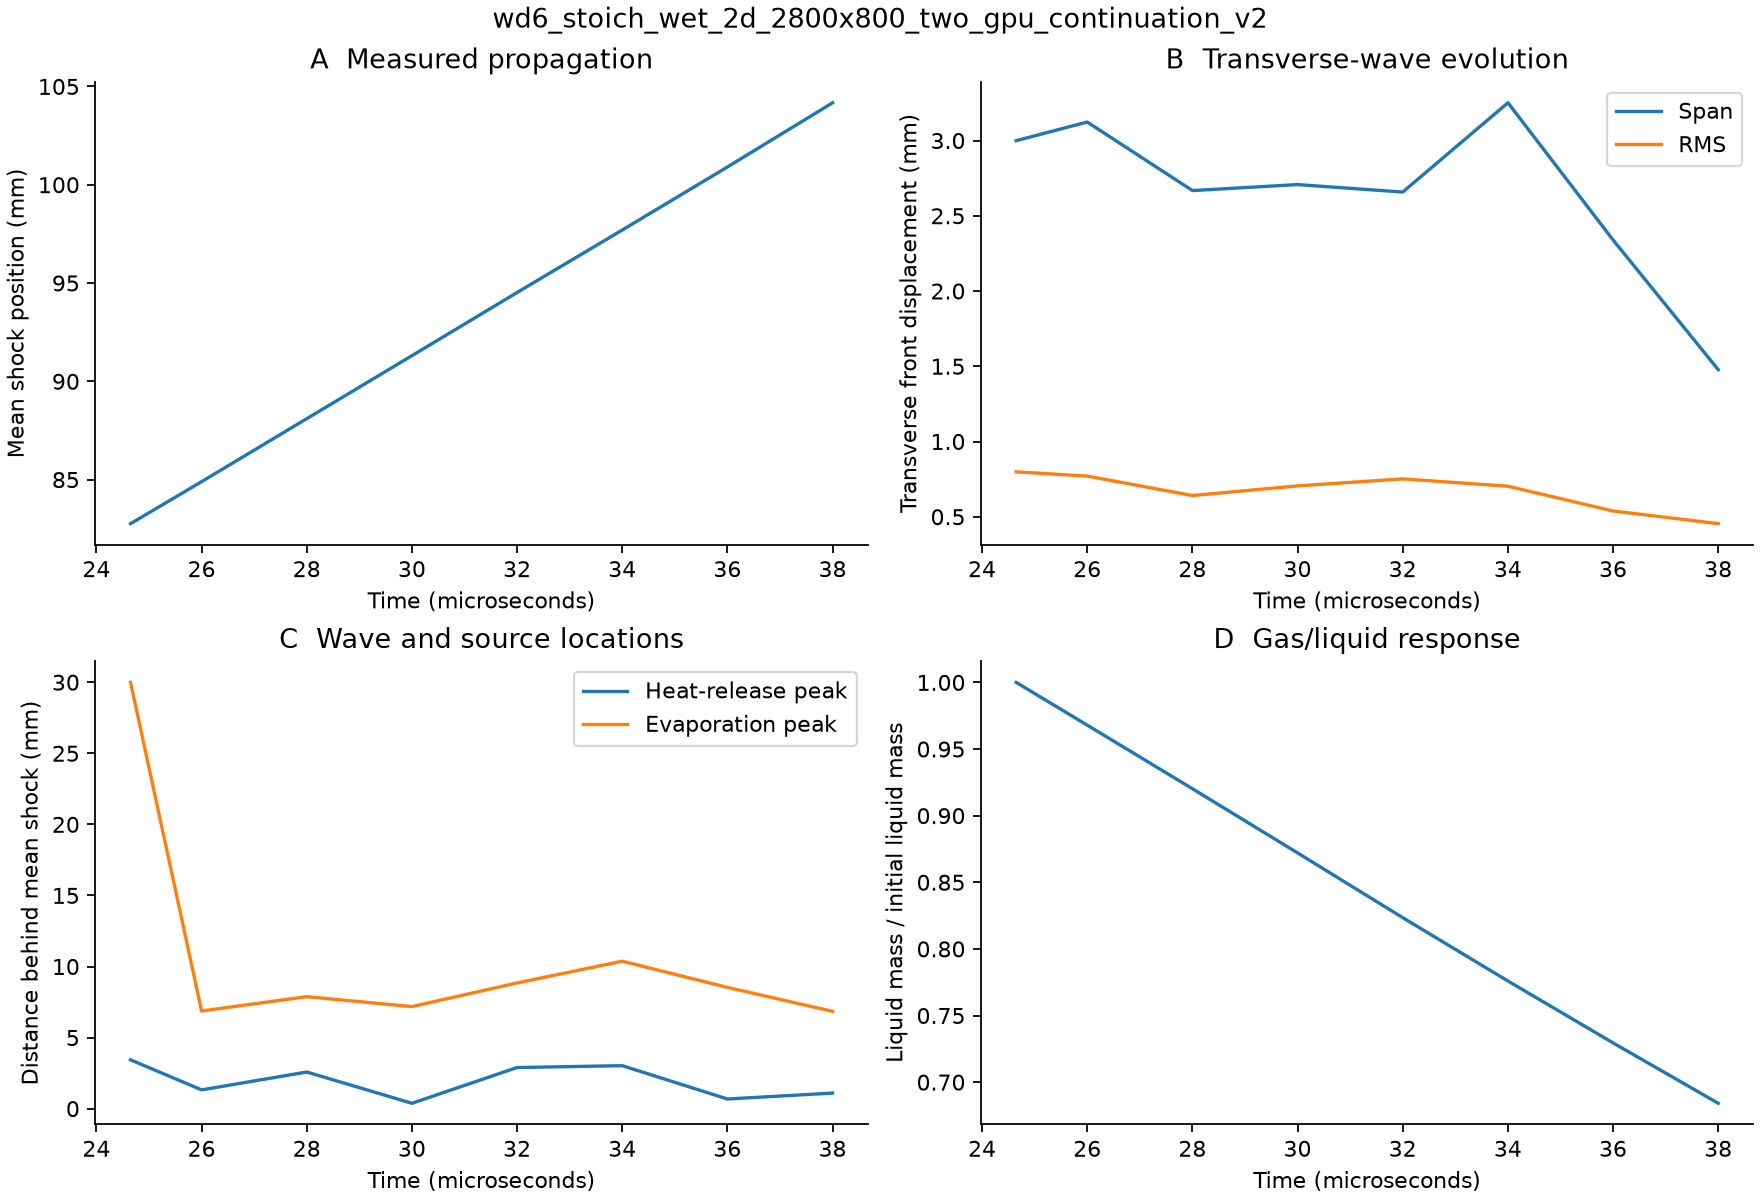 wd6_stoich_wet_2d_2800x800_two_gpu_continuation_v2
A  Measured propagation
Mean shock position (mm)
105
100
95
90
85
24 26 28 30 32 34 36 38
Time (microseconds)
B  Transverse-wave evolution
Transverse front displacement (mm)
3.0
2.5
2.0
1.5
1.0
0.5
Span
RMS
24 26 28 30 32 34 36 38
Time (microseconds)
C  Wave and source locations
Distance behind mean shock (mm)
30
25
20
15
10
5
0
Heat-release peak
Evaporation peak
24 26 28 30 32 34 36 38
Time (microseconds)
D  Gas/liquid response
Liquid mass / initial liquid mass
1.00
0.95
0.90
0.85
0.80
0.75
0.70
24 26 28 30 32 34 36 38
Time (microseconds)